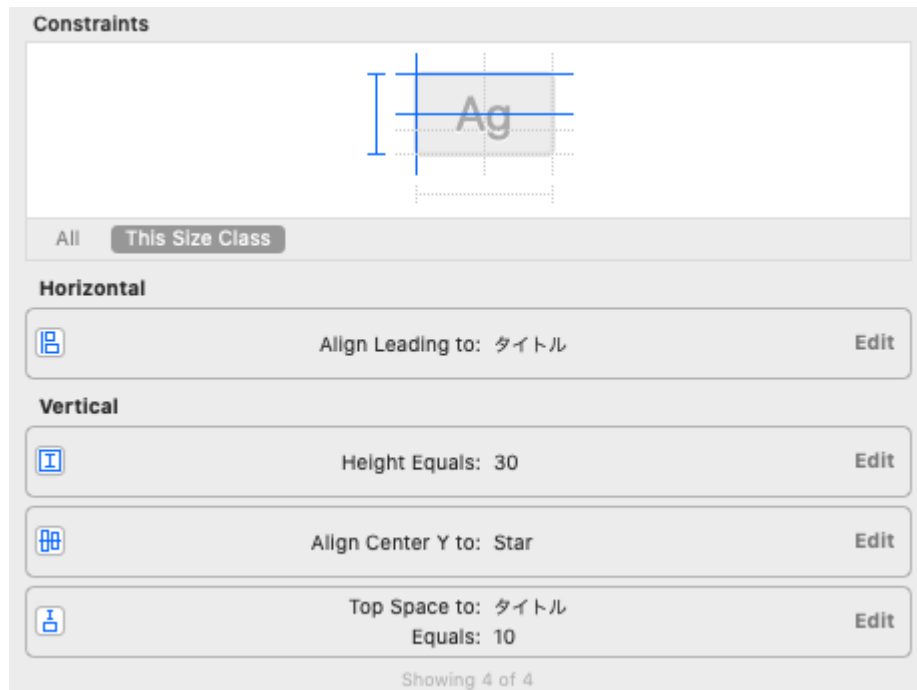 Constraints
Ag
All This Size Class
Horizontal
Align Leading to: タイトル Edit
Vertical
Height Equals: 30 Edit
Align Center Y to: Star Edit
Top Space to: タイトル
Equals: 10 Edit
Showing 4 of 4